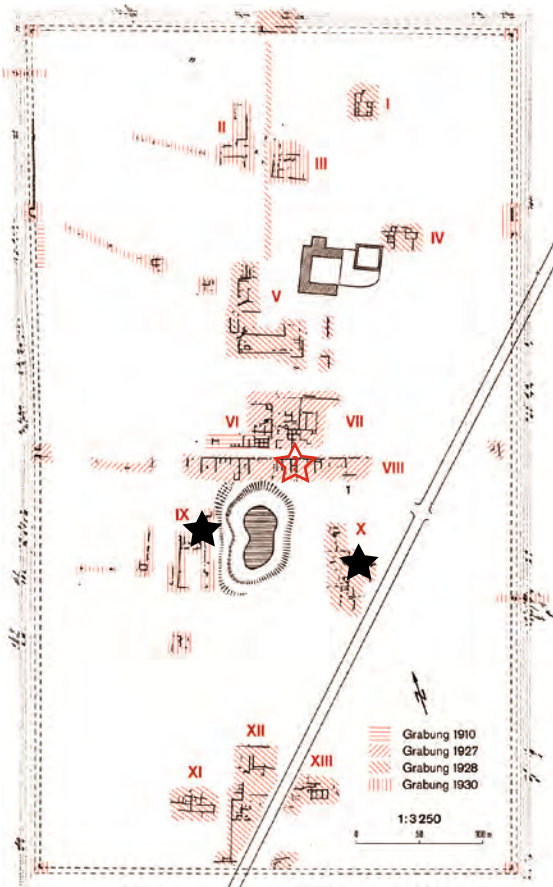 I
II
III
IV
V
VI
VII
VIII
1
IX
X
XII
XI
XIII
N
Grabung 1910
Grabung 1927
Grabung 1928
Grabung 1930
1:3250
0 50 100 m